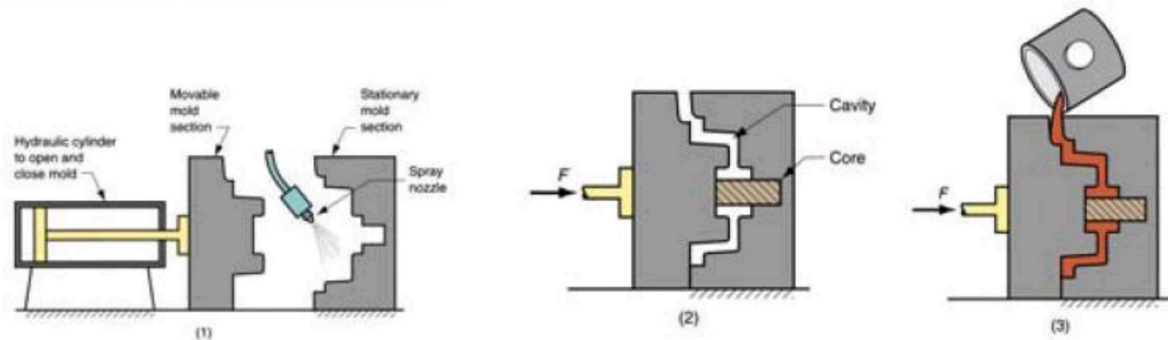 Movable
mold
section
Stationary
mold
section
Hydraulic cylinder
to open and
close mold
Spray
nozzle
(1)
F
Cavity
Core
(2)
F
(3)